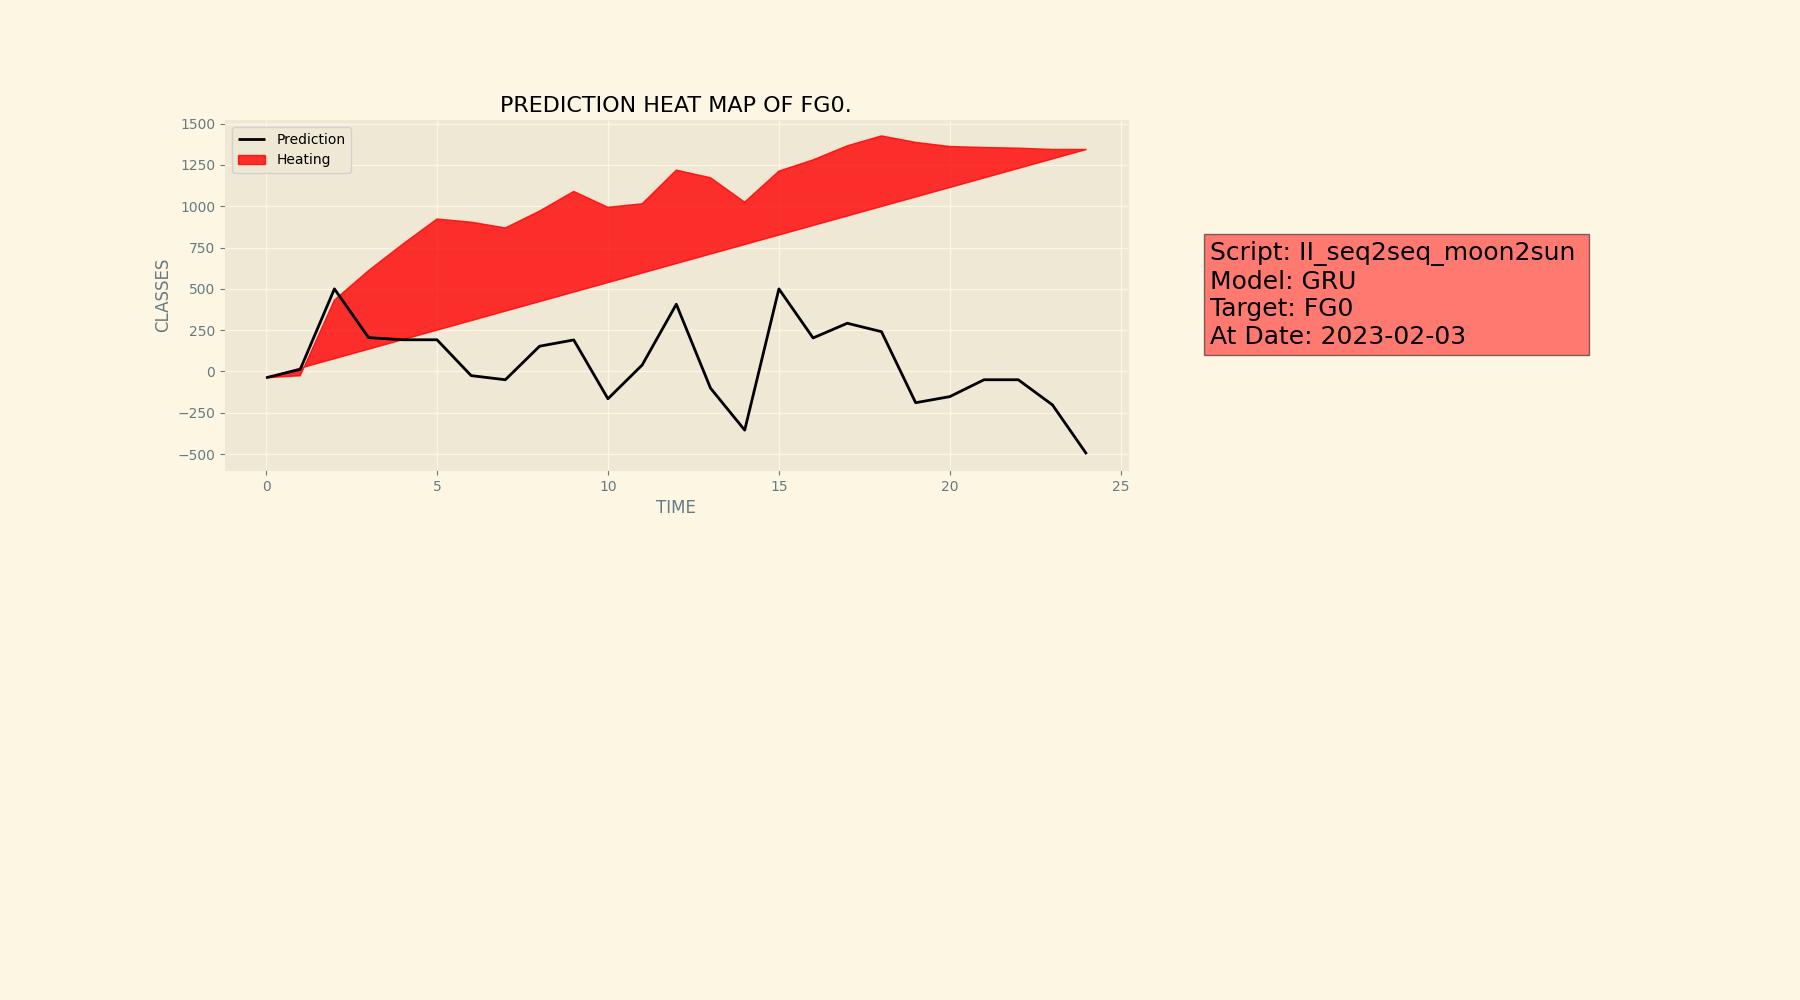 PREDICTION HEAT MAP OF FG0.
Prediction
Heating
1500
1250
1000
750
500
250
0
−250
−500
CLASSES
0 5 10 15 20 25
TIME
Script: II_seq2seq_moon2sun
Model: GRU
Target: FG0
At Date: 2023-02-03